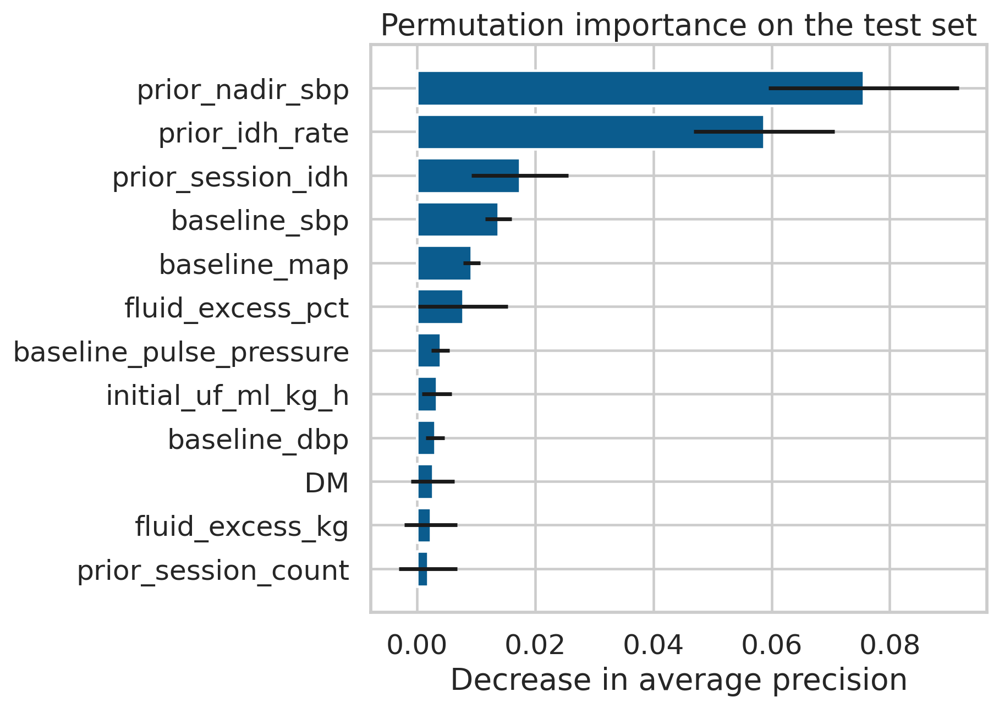 Permutation importance on the test set
prior_nadir_sbp
prior_idh_rate
prior_session_idh
baseline_sbp
baseline_map
fluid_excess_pct
baseline_pulse_pressure
initial_uf_ml_kg_h
baseline_dbp
DM
fluid_excess_kg
prior_session_count
0.00 0.02 0.04 0.06 0.08
Decrease in average precision